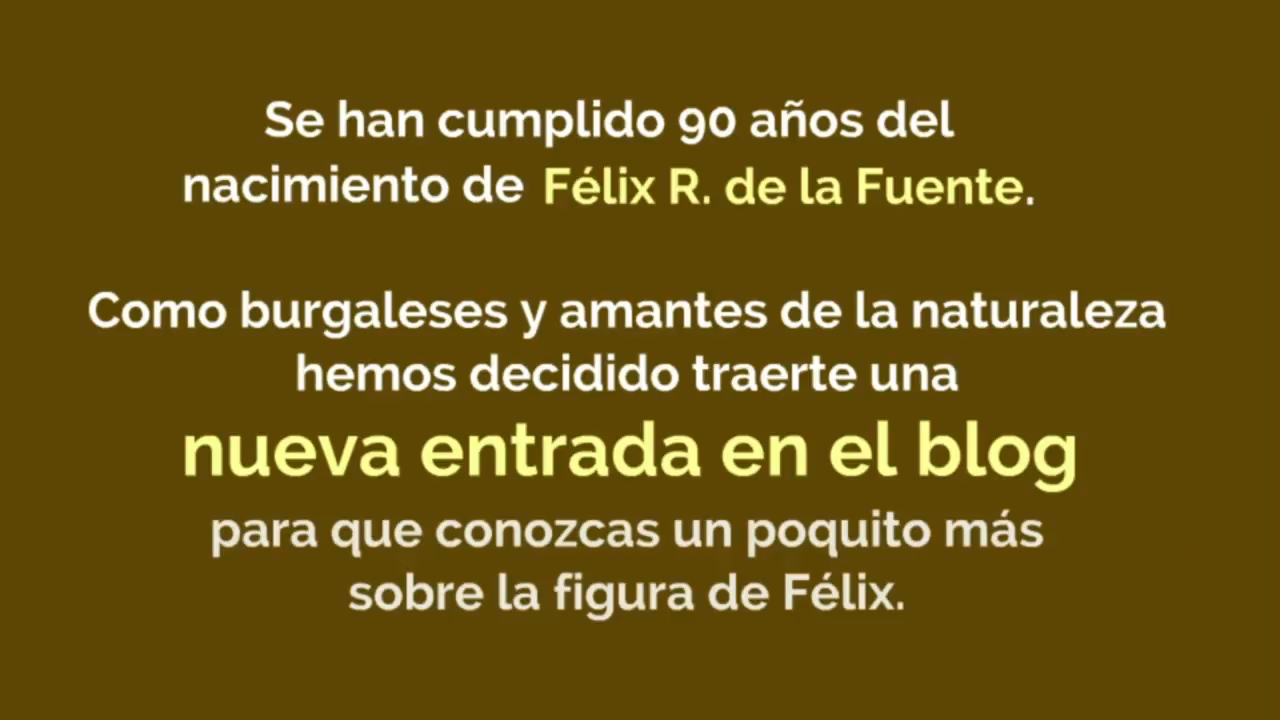 Se han cumplido 90 años del
nacimiento de Félix R. de la Fuente.
Como burgaleses y amantes de la naturaleza
hemos decidido traerte una
nueva entrada en el blog
para que conozcas un poquito más
sobre la figura de Félix.